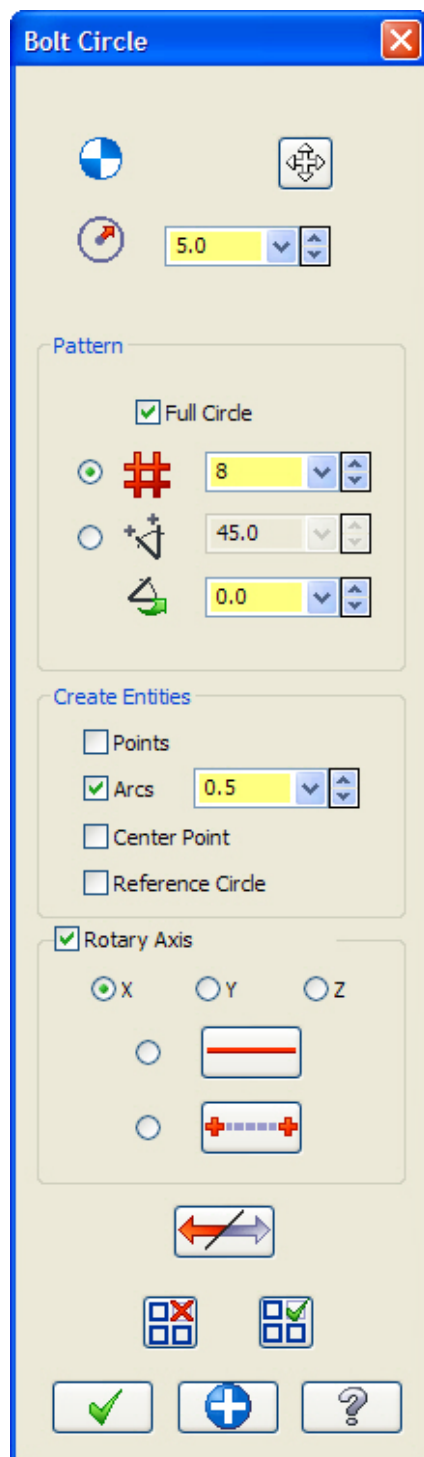 Bolt Circle
5.0
Pattern
Full Circle
8
45.0
0.0
Create Entities
Points
Arcs 0.5
Center Point
Reference Circle
Rotary Axis
X Y Z